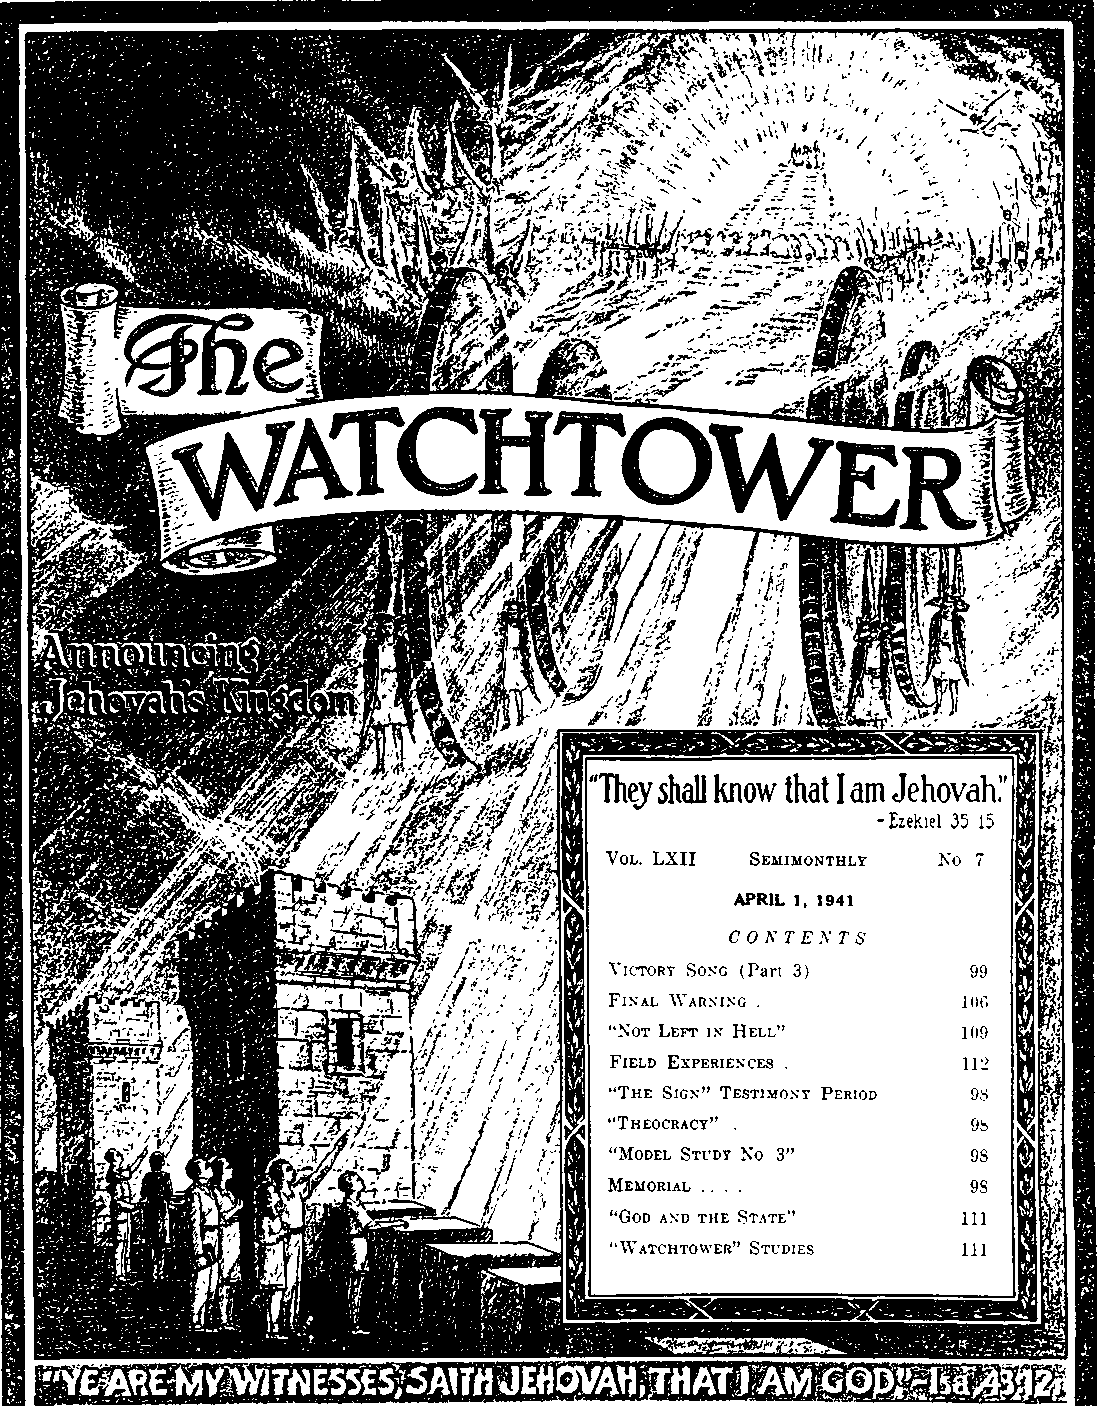 The
WATCHTOWER
Announcing
Jehovah's Kingdom
"They shall know that I am Jehovah."
- Ezekiel 35 15
VOL. LXII SEMIMONTHLY No 7
APRIL 1, 1941
CONTENTS
VICTORY SONG (Part 3) 99
FINAL WARNING . 106
"NOT LEFT IN HELL" 109
FIELD EXPERIENCES . 112
"THE SIGN" TESTIMONY PERIOD 98
"THEOCRACY" . 98
"MODEL STUDY No 3" 98
MEMORIAL . . . . 98
"GOD AND THE STATE" 111
"WATCHTOWER" STUDIES 111
"YE ARE MY WITNESSES, SAITH JEHOVAH, THAT I AM GOD."-Isa. 43:12.